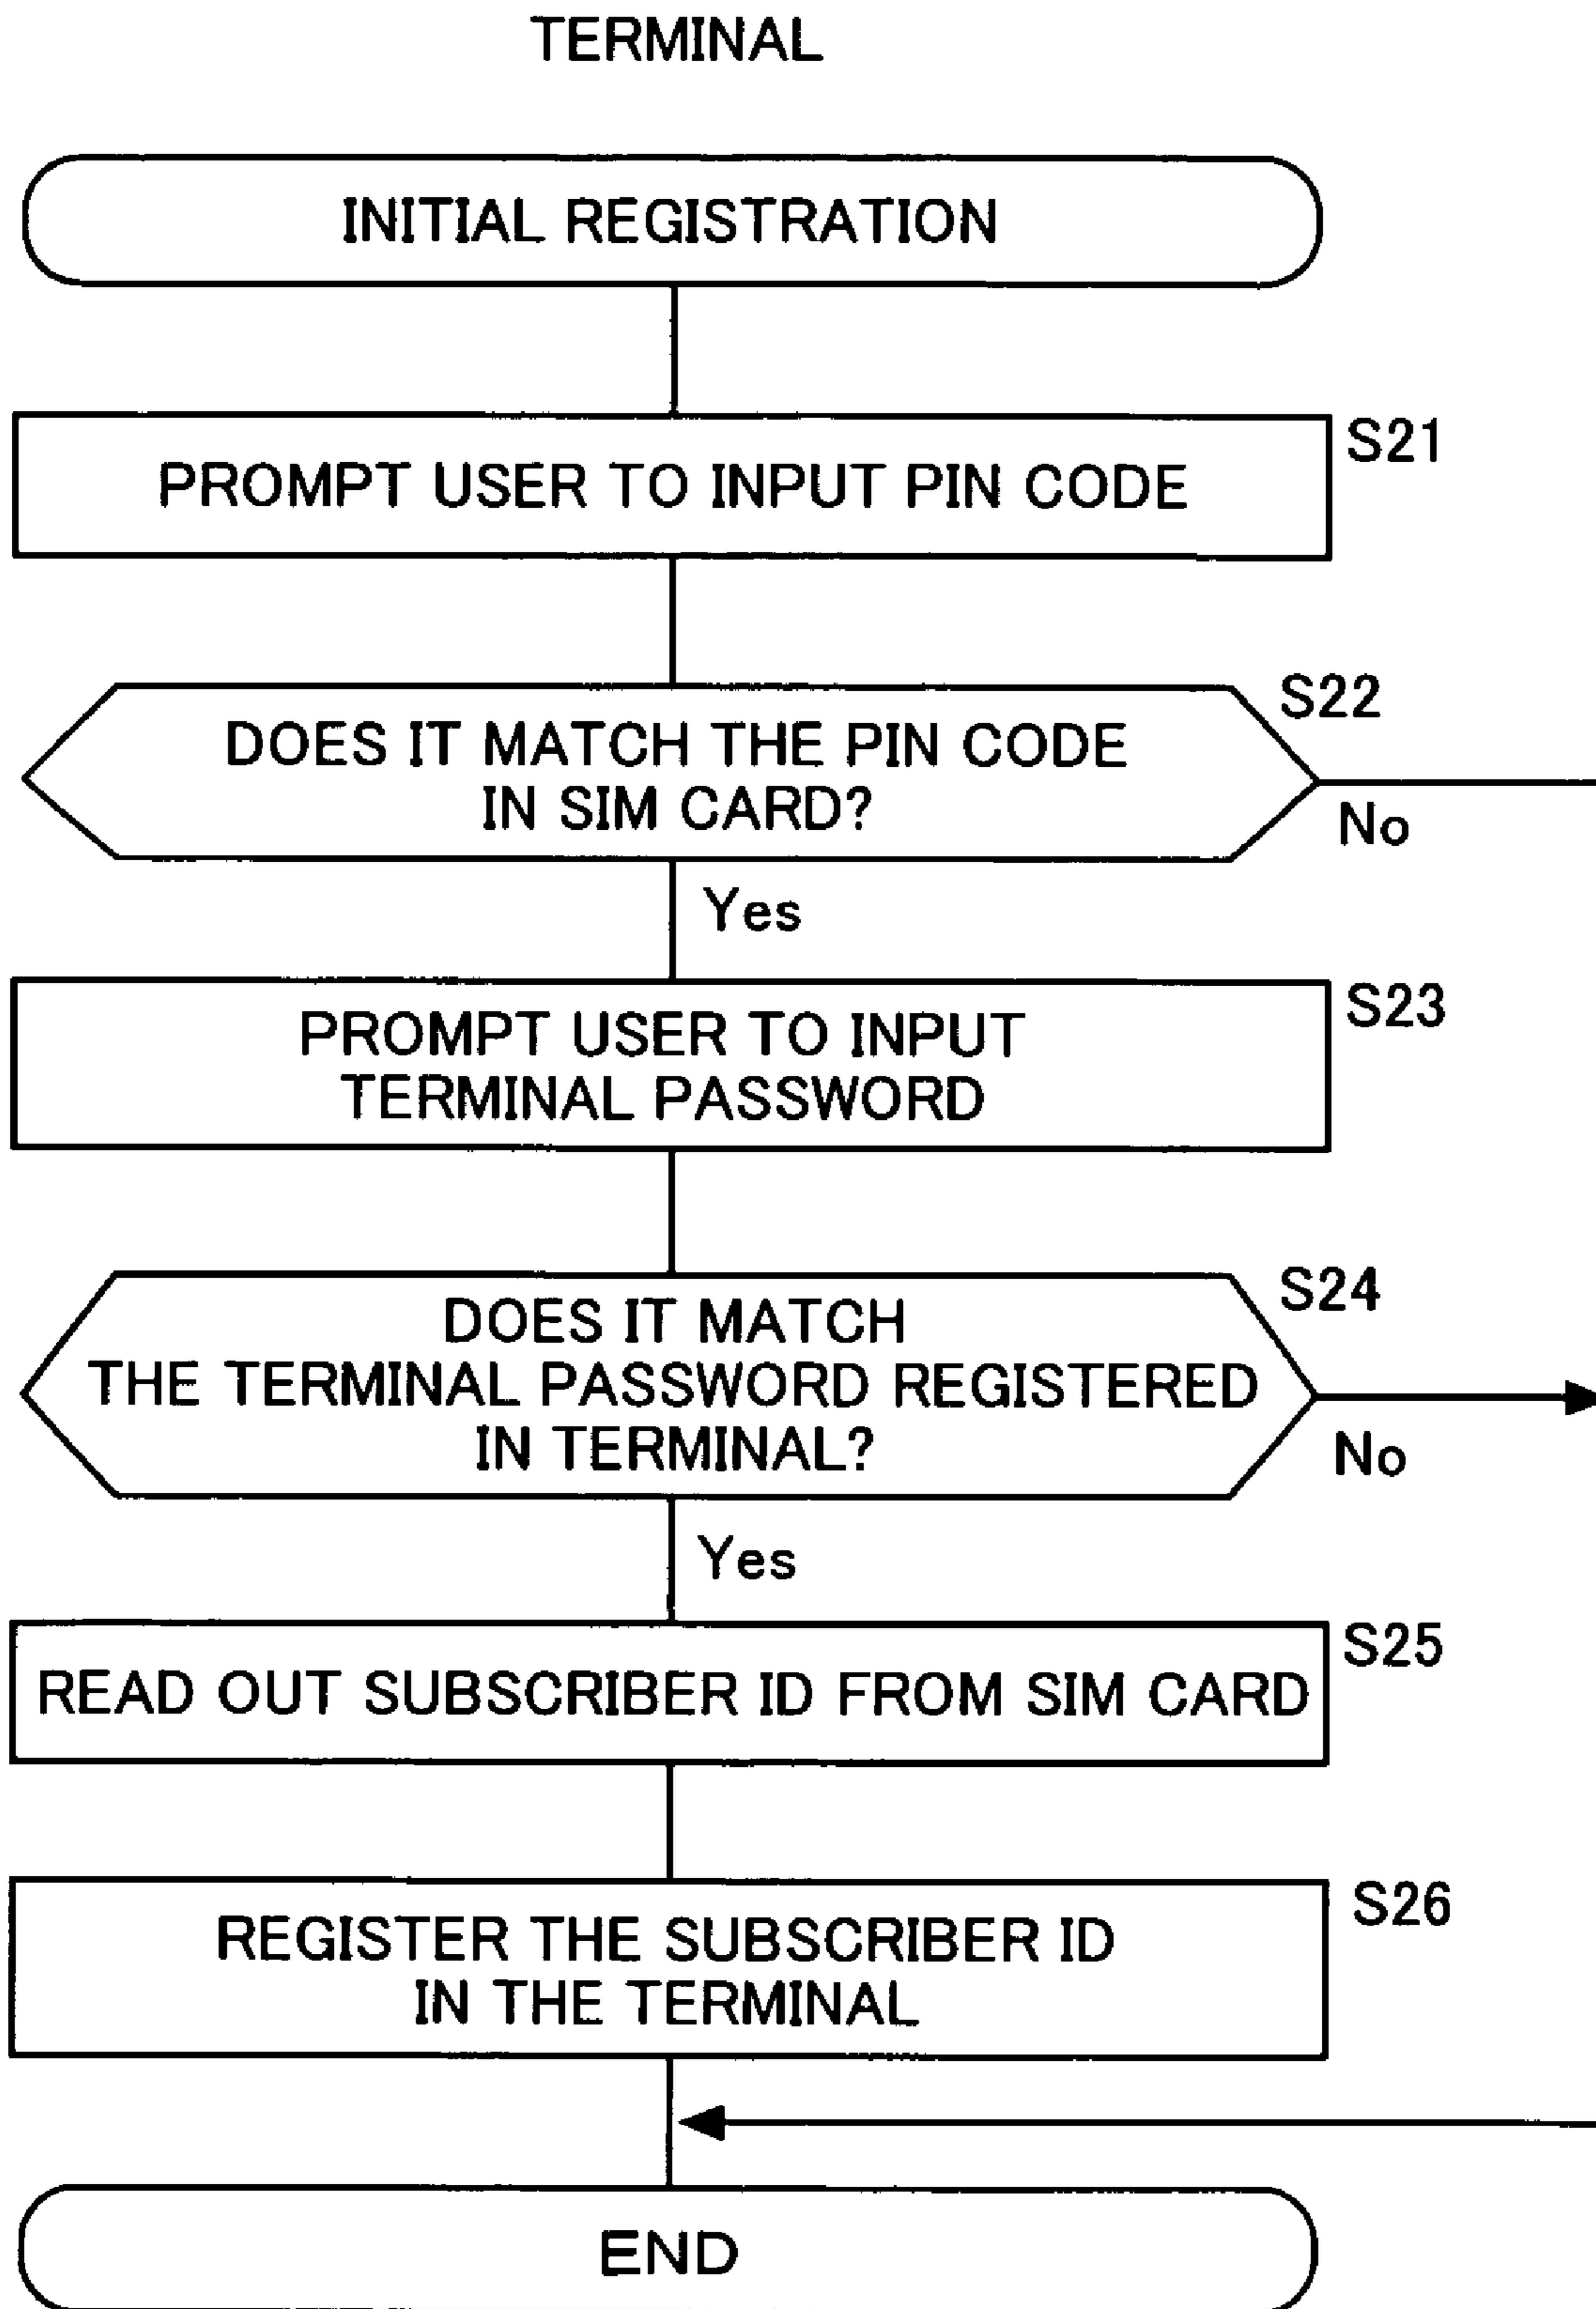 TERMINAL
INITIAL REGISTRATION
S21
PROMPT USER TO INPUT PIN CODE
S22
DOES IT MATCH THE PIN CODE
IN SIM CARD?
No
Yes
S23
PROMPT USER TO INPUT
TERMINAL PASSWORD
S24
DOES IT MATCH
THE TERMINAL PASSWORD REGISTERED
IN TERMINAL?
No
Yes
S25
READ OUT SUBSCRIBER ID FROM SIM CARD
S26
REGISTER THE SUBSCRIBER ID
IN THE TERMINAL
END